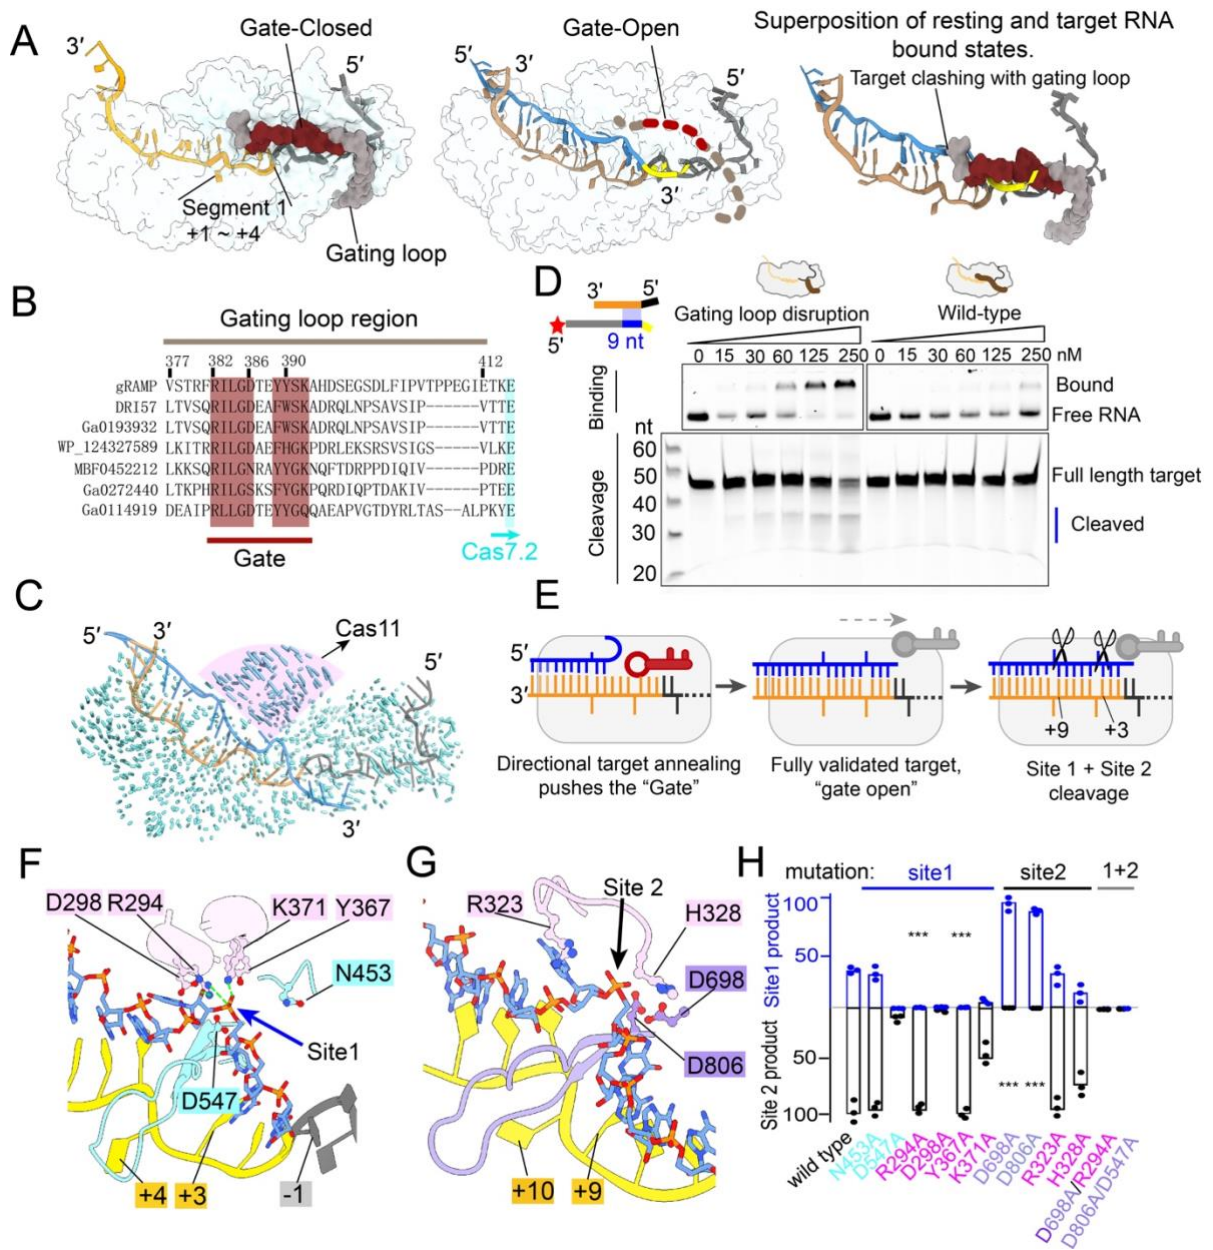 A
3′
Gate-Closed
5′
Segment 1
+1 ~ +4
Gating loop
5′
3′
Gate-Open
5′
3′
Superposition of resting and target RNA
bound states.
Target clashing with gating loop
B
Gating loop region
377 382 386 390 412
gRAMP VSTRFRILGDTEYYSKAHDSEGSDLFIPVTPPEGIETKE
DRI57 LTVSQRILGDEAFWSKADRQLNPSAVSIP------VTTE
Ga0193932 LTVSQRILGDEAFWSKADRQLNPSAVSIP------VTTE
WP_124327589 LKITRRILGDAEFHGKPDRLEKSRSVSIGS-----VLKE
MBF0452212 LKKSQRILGNRAYYGKNQFTDRPPDIQIV------PDRE
Ga0272440 LTKPHRILGSKSFYGKPQRDIQPTDAKIV------PTEE
Ga0114919 DEAIPRLLGDTEYYGQQAEAPVGTDYRLTAS--ALPKYE
Gate
Cas7.2
C
5′
3′
Cas11
5′
3′
D
3′
5′
5′
9 nt
Gating loop disruption
Wild-type
0 15 30 60 125 250 0 15 30 60 125 250 nM
Binding
Bound
Free RNA
nt
60
50
40
30
20
Cleavage
Full length target
Cleaved
E
5′
3′
+9
+3
Directional target annealing
pushes the “Gate”
Fully validated target,
“gate open”
Site 1 + Site 2
cleavage
F
D298 R294
K371 Y367
N453
Site1
D547
+4
+3
-1
G
Site 2
R323
H328
D698
D806
+10
+9
H
mutation:
site1
site2
1+2
Site1 product
100
50
*** ***
Site 2 product
50
100
*** ***
wild type
N453A
D547A
R294A
D298A
Y367A
K371A
D698A
D806A
R323A
H328A
D698A/R294A
D806A/D547A